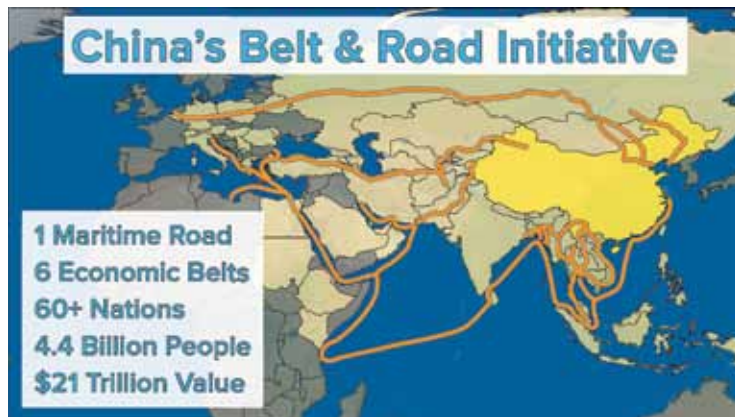 China's Belt & Road Initiative
1 Maritime Road
6 Economic Belts
60+ Nations
4.4 Billion People
$21 Trillion Value